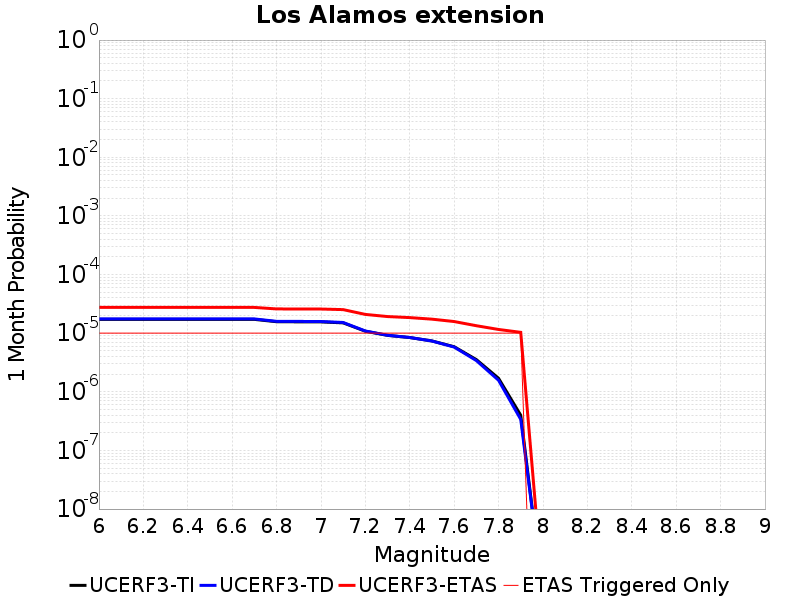 Los Alamos extension
1 Month Probability
10^0
10^-1
10^-2
10^-3
10^-4
10^-5
10^-6
10^-7
10^-8
6 6.2 6.4 6.6 6.8 7 7.2 7.4 7.6 7.8 8 8.2 8.4 8.6 8.8 9
Magnitude
UCERF3-TI UCERF3-TD UCERF3-ETAS ETAS Triggered Only